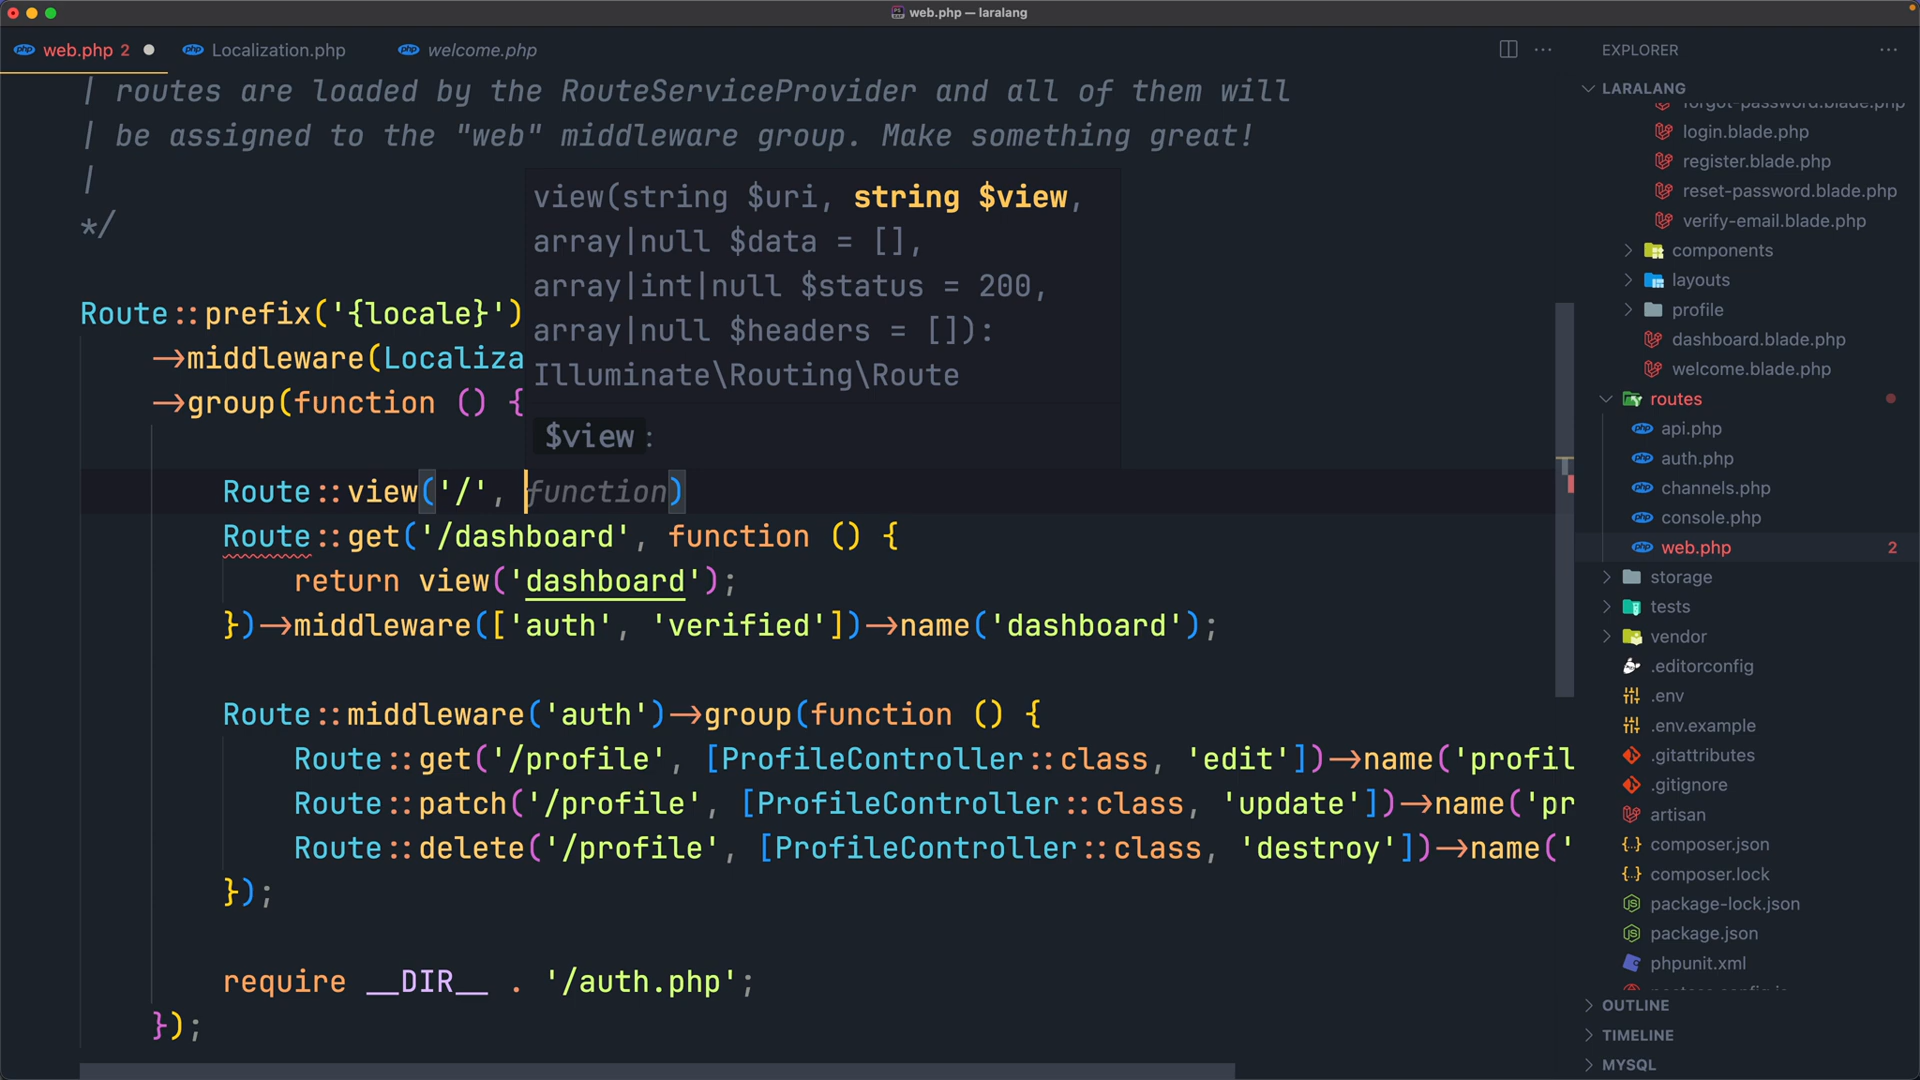 web.php — laralang
web.php 2
Localization.php
welcome.php
| routes are loaded by the RouteServiceProvider and all of them will
| be assigned to the "web" middleware group. Make something great!
|
*/
view(string $uri, string $view,
array|null $data = [],
array|int|null $status = 200,
array|null $headers = []):
Illuminate\Routing\Route
$view:
Route::prefix('{locale}')
->middleware(Localiza
->group(function () {
Route::view('/', function)
Route::get('/dashboard', function () {
return view('dashboard');
})->middleware(['auth', 'verified'])->name('dashboard');
Route::middleware('auth')->group(function () {
Route::get('/profile', [ProfileController::class, 'edit'])->name('profil
Route::patch('/profile', [ProfileController::class, 'update'])->name('pr
Route::delete('/profile', [ProfileController::class, 'destroy'])->name('
});
require __DIR__ . '/auth.php';
});
EXPLORER
LARALANG
forgot-password.blade.php
login.blade.php
register.blade.php
reset-password.blade.php
verify-email.blade.php
components
layouts
profile
dashboard.blade.php
welcome.blade.php
routes
api.php
auth.php
channels.php
console.php
web.php 2
storage
tests
vendor
.editorconfig
.env
.env.example
.gitattributes
.gitignore
artisan
composer.json
composer.lock
package-lock.json
package.json
phpunit.xml
OUTLINE
TIMELINE
MYSQL